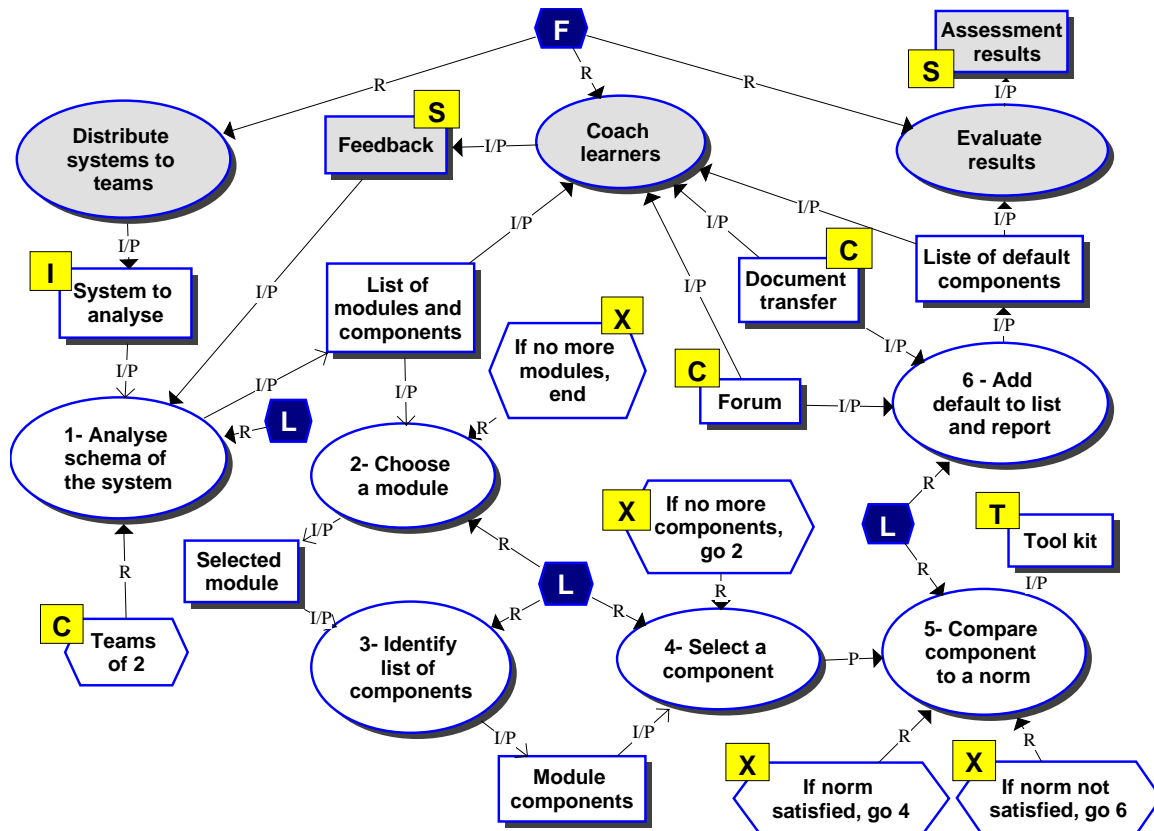 F
Assessment
results
S
R
R
R
I/P
S
Distribute
systems to
teams
Feedback
I/P
Coach
learners
Evaluate
results
I/P
I/P
I/P
I/P
I
System to
analyse
I/P
List of
modules and
components
I/P
C
Document
transfer
Liste of default
components
I/P
X
If no more
modules,
end
I/P
I/P
I/P
I/P
I/P
C
Forum
I/P
6 - Add
default to list
and report
L
R
R
1- Analyse
schema of
the system
2- Choose
a module
X
If no more
components,
go 2
R
L
T
Tool kit
I/P
Selected
module
R
R
I/P
R
I/P
L
R
R
R
C
Teams
of 2
3- Identify
list of
components
4- Select a
component
P
5- Compare
component
to a norm
I/P
I/P
R
R
Module
components
X
If norm
satisfied, go 4
X
If norm not
satisfied, go 6